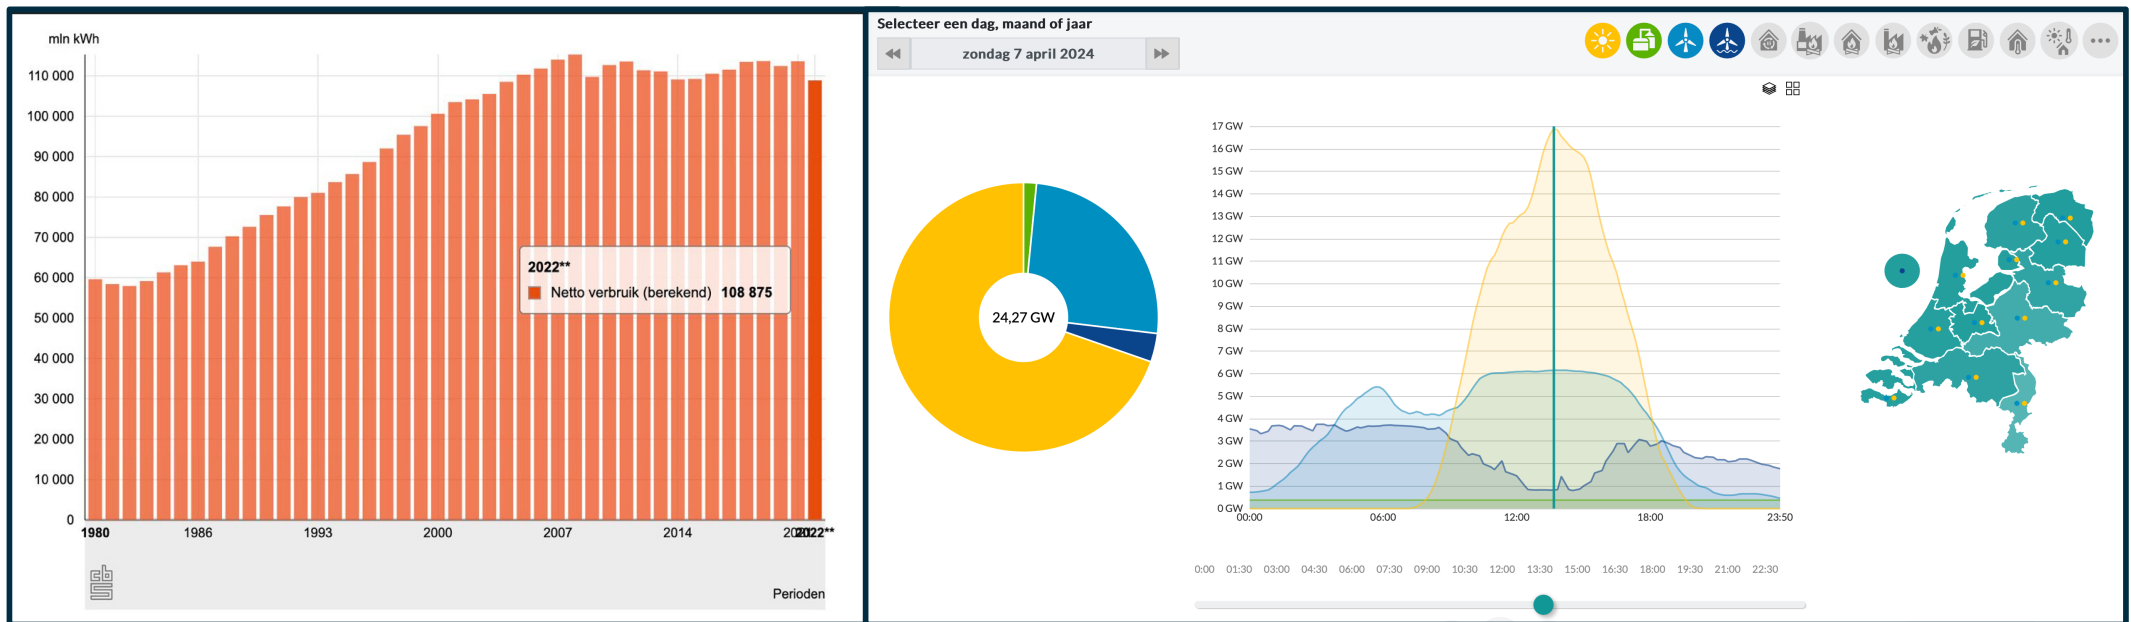 mln kWh
110 000
100 000
90 000
80 000
70 000
60 000
50 000
40 000
30 000
20 000
10 000
0
2022**
Netto verbruik (berekend) 108 875
1980 1986 1993 2000 2007 2014 2022**
cbs
Perioden
Selecteer een dag, maand of jaar
zondag 7 april 2024
24,27 GW
17 GW
16 GW
15 GW
14 GW
13 GW
12 GW
11 GW
10 GW
9 GW
8 GW
7 GW
6 GW
5 GW
4 GW
3 GW
2 GW
1 GW
0 GW
00:00 06:00 12:00 18:00 23:50
0:00 01:30 03:00 04:30 06:00 07:30 09:00 10:30 12:00 13:30 15:00 16:30 18:00 19:30 21:00 22:30